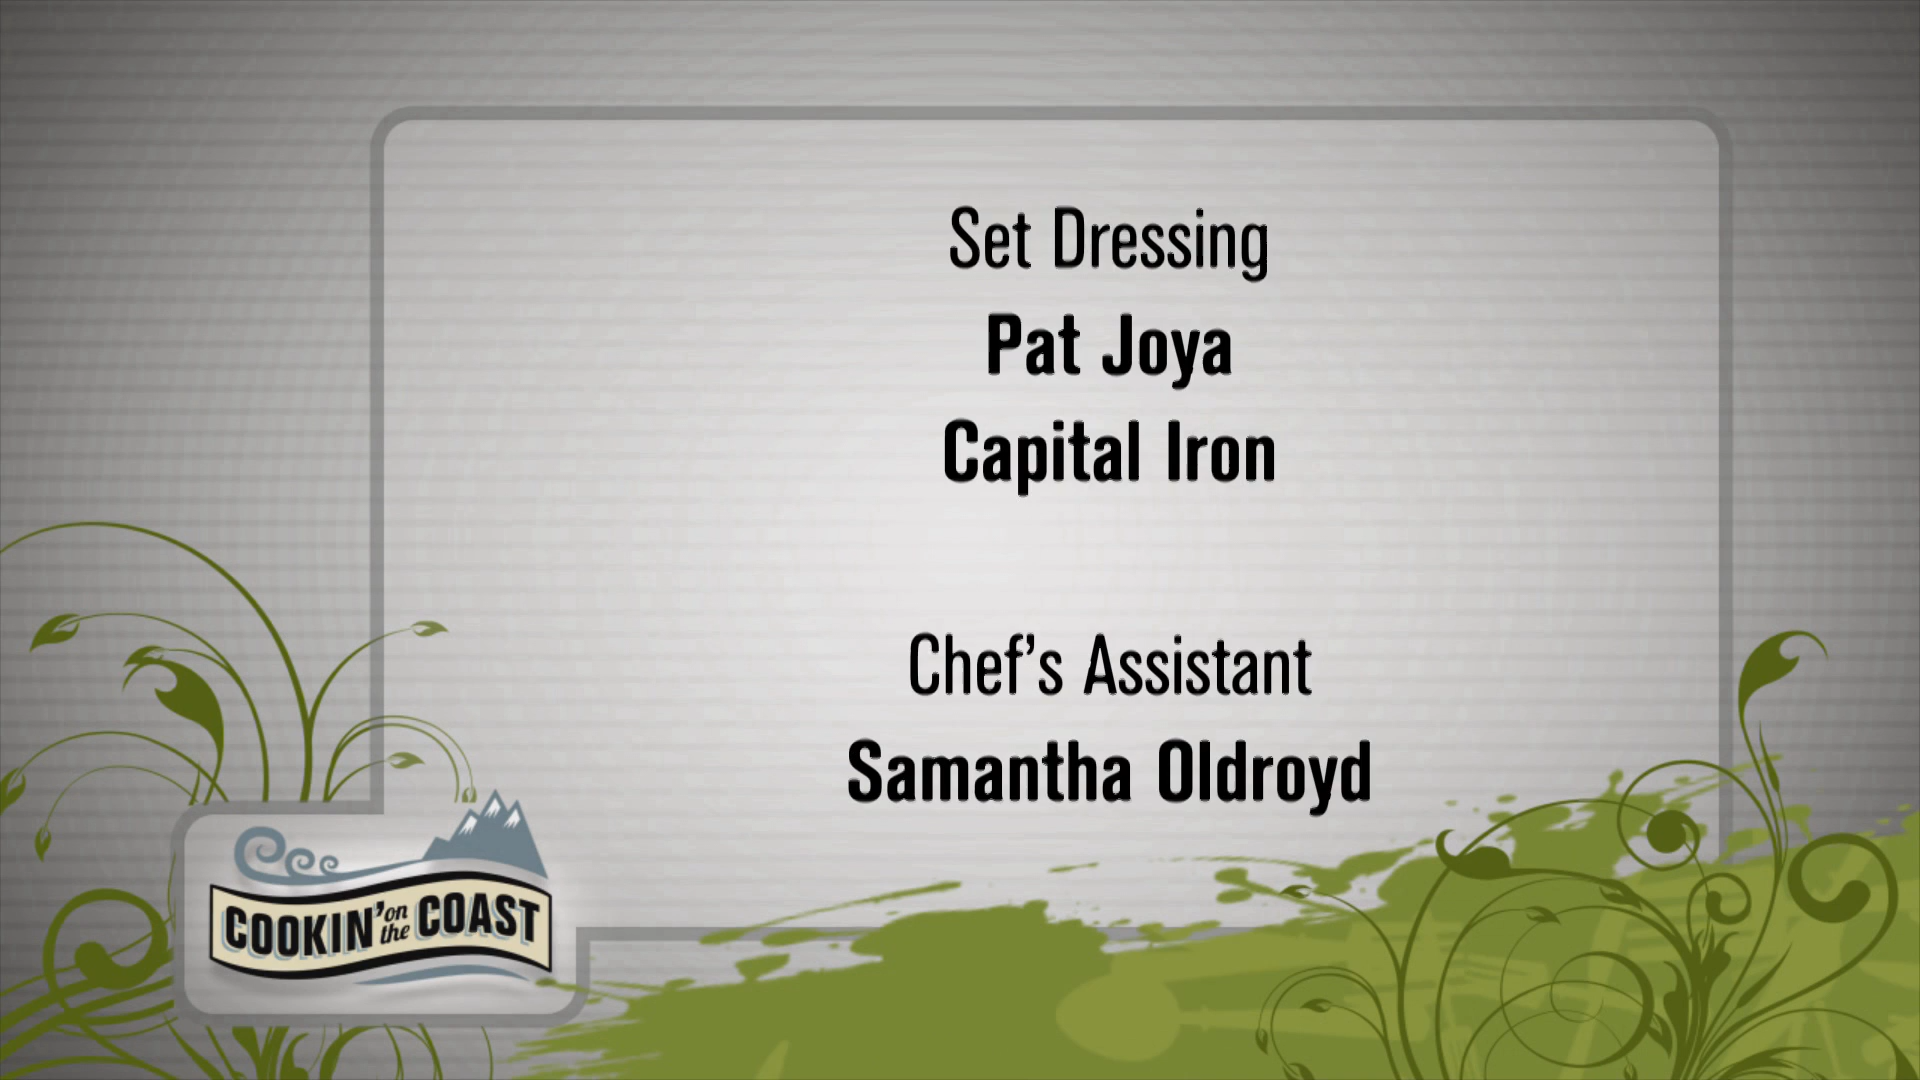 Set Dressing
Pat Joya
Capital Iron
Chef’s Assistant
Samantha Oldroyd
COOKIN’ on the COAST